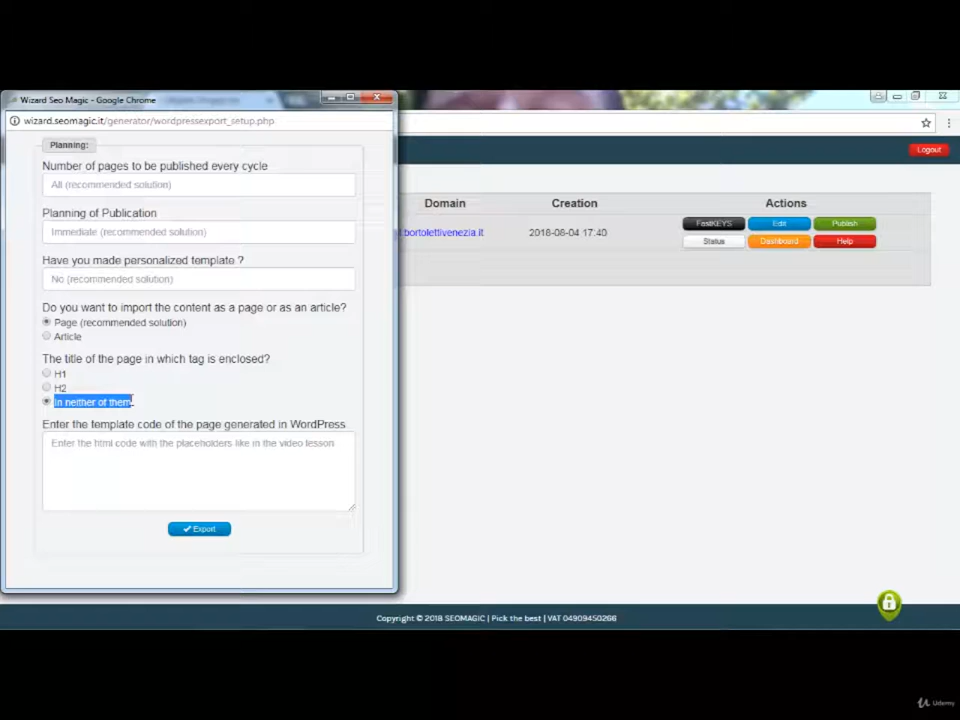 Wizard Seo Magic - Google Chrome
wizard.seomagic.it/generator/wordpressexport_setup.php
Planning:
Number of pages to be published every cycle
All (recommended solution)
Planning of Publication
Immediate (recommended solution)
Have you made personalized template ?
No (recommended solution)
Do you want to import the content as a page or as an article?
Page (recommended solution)
Article
The title of the page in which tag is enclosed?
H1
H2
In neither of them
Enter the template code of the page generated in WordPress
Enter the html code with the placeholders like in the video lesson
Export
Logout
Domain Creation Actions
.bortolettivenezia.it 2018-08-04 17:40
FastKEYS Edit Publish
Status Dashboard Help
Copyright © 2018 SEOMAGIC | Pick the best | VAT 04909450266
Udemy